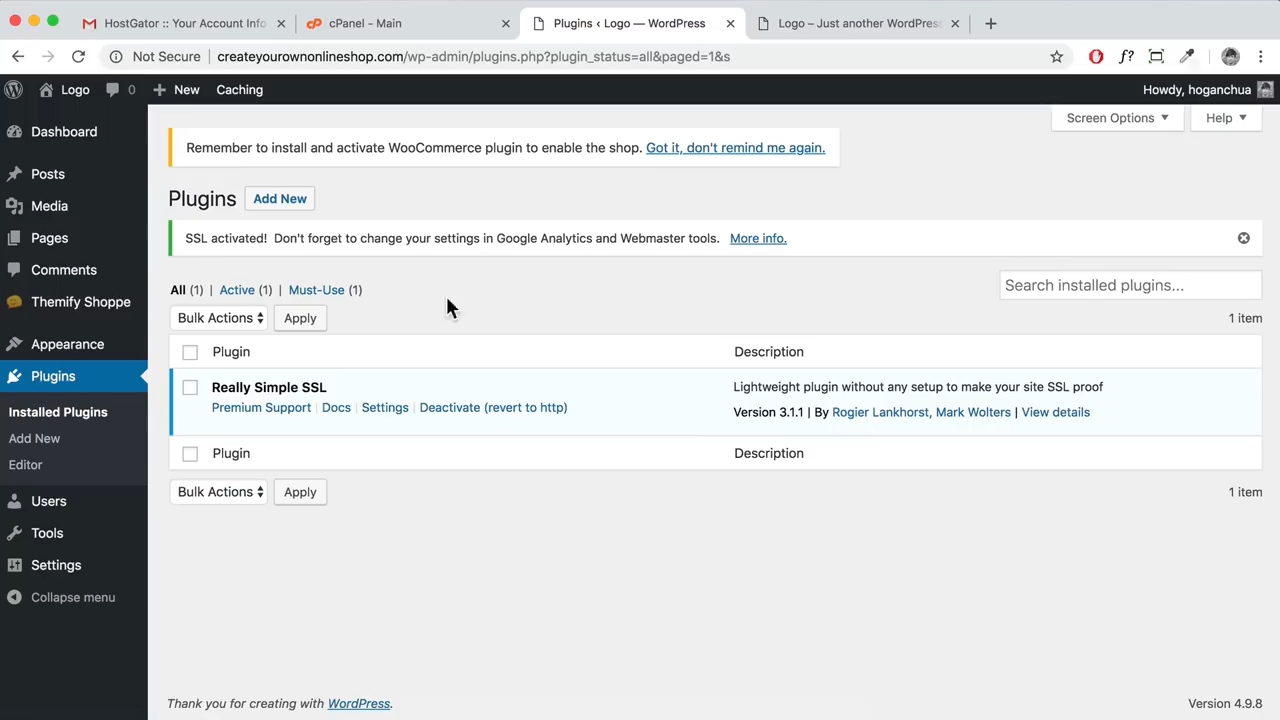 HostGator :: Your Account Info
cPanel - Main
Plugins ‹ Logo — WordPress
Logo – Just another WordPress
Not Secure
createyourownonlineshop.com/wp-admin/plugins.php?plugin_status=all&paged=1&s
f?
Logo
0
New
Caching
Howdy, hoganchua
Screen Options
Help
Dashboard
Posts
Media
Pages
Comments
Themify Shoppe
Appearance
Plugins
Installed Plugins
Add New
Editor
Users
Tools
Settings
Collapse menu
Remember to install and activate WooCommerce plugin to enable the shop. Got it, don't remind me again.
Plugins Add New
SSL activated! Don't forget to change your settings in Google Analytics and Webmaster tools. More info.
All (1) | Active (1) | Must-Use (1)
Search installed plugins...
Bulk Actions Apply
1 item
Plugin Description
Really Simple SSL
Premium Support | Docs | Settings | Deactivate (revert to http)
Lightweight plugin without any setup to make your site SSL proof
Version 3.1.1 | By Rogier Lankhorst, Mark Wolters | View details
Plugin Description
Bulk Actions Apply
1 item
Thank you for creating with WordPress.
Version 4.9.8